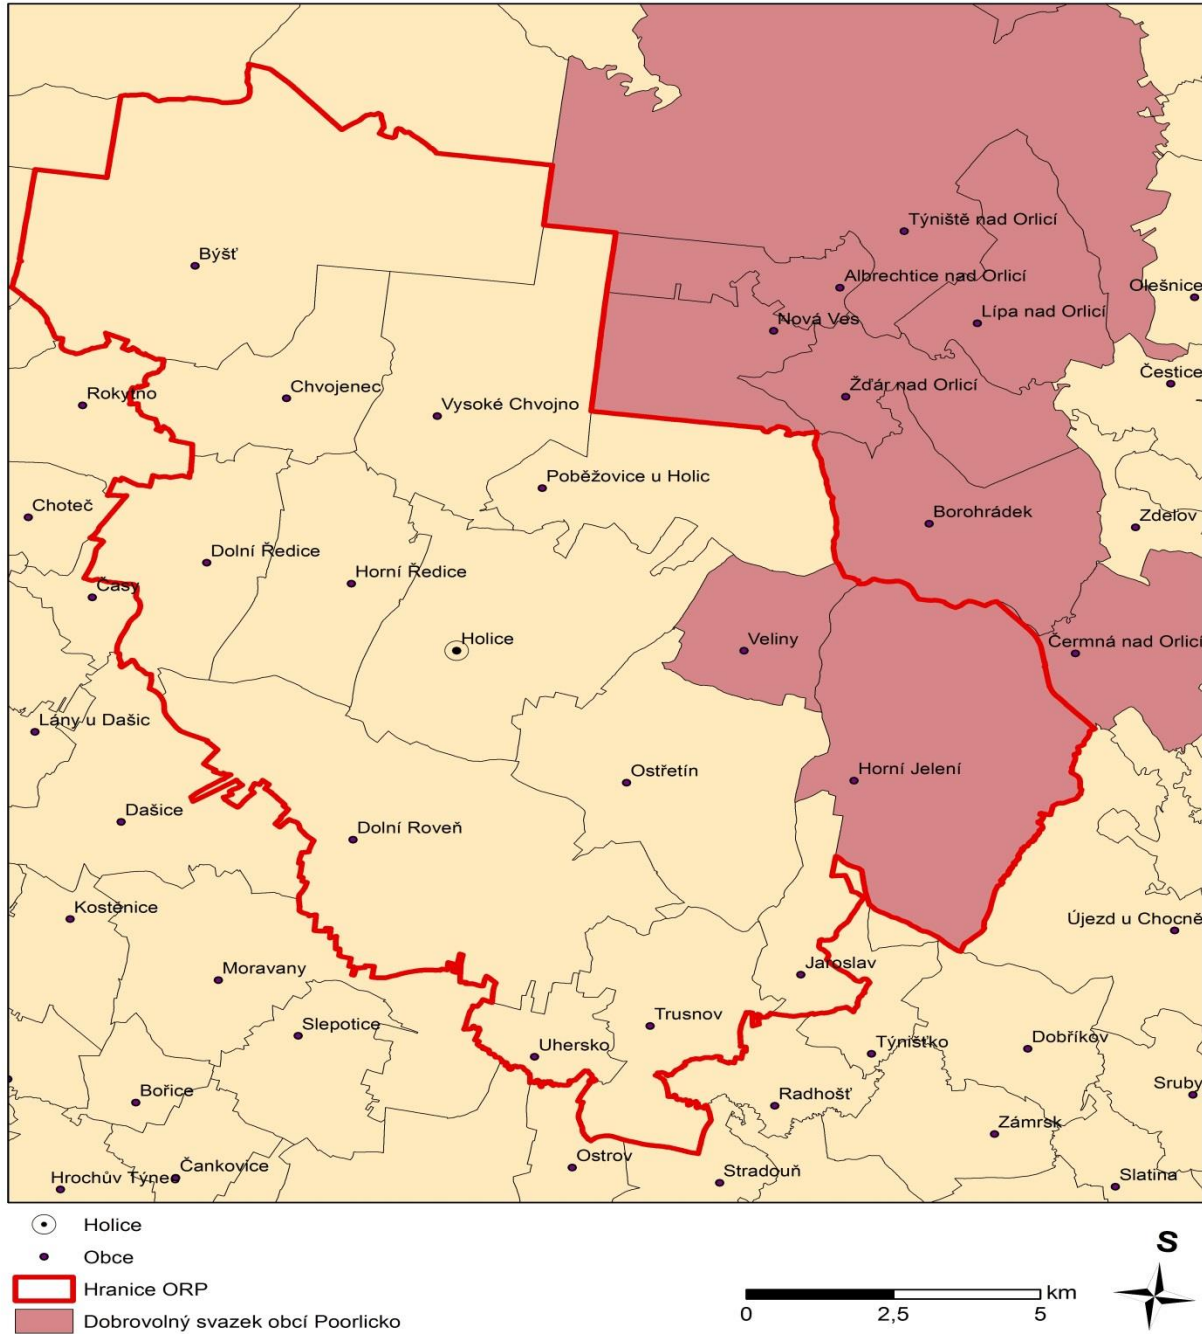 Týniště nad Orlicí
Býšť
Albrechtice nad Orlicí
Olešnice
Lípa nad Orlicí
Nová Ves
Čestice
Rokytno
Chvojenec
Žďár nad Orlicí
Vysoké Chvojno
Poběžovice u Holic
Choteč
Borohrádek
Zdelov
Dolní Ředice
Horní Ředice
Časy
Holice
Veliny
Čermná nad Orlicí
Lány u Dašic
Ostřetín
Horní Jelení
Dašice
Dolní Roveň
Kostěnice
Újezd u Chocně
Moravany
Jaroslav
Slepotice
Trusnov
Uhersko
Týnišťko
Dobříkov
Bořice
Radhošť
Sruby
Zámrsk
Hrochův Týnec
Čankovice
Ostrov
Stradouň
Slatina
Holice
Obce
Hranice ORP
Dobrovolný svazek obcí Poorlicko
S
km
0 2,5 5